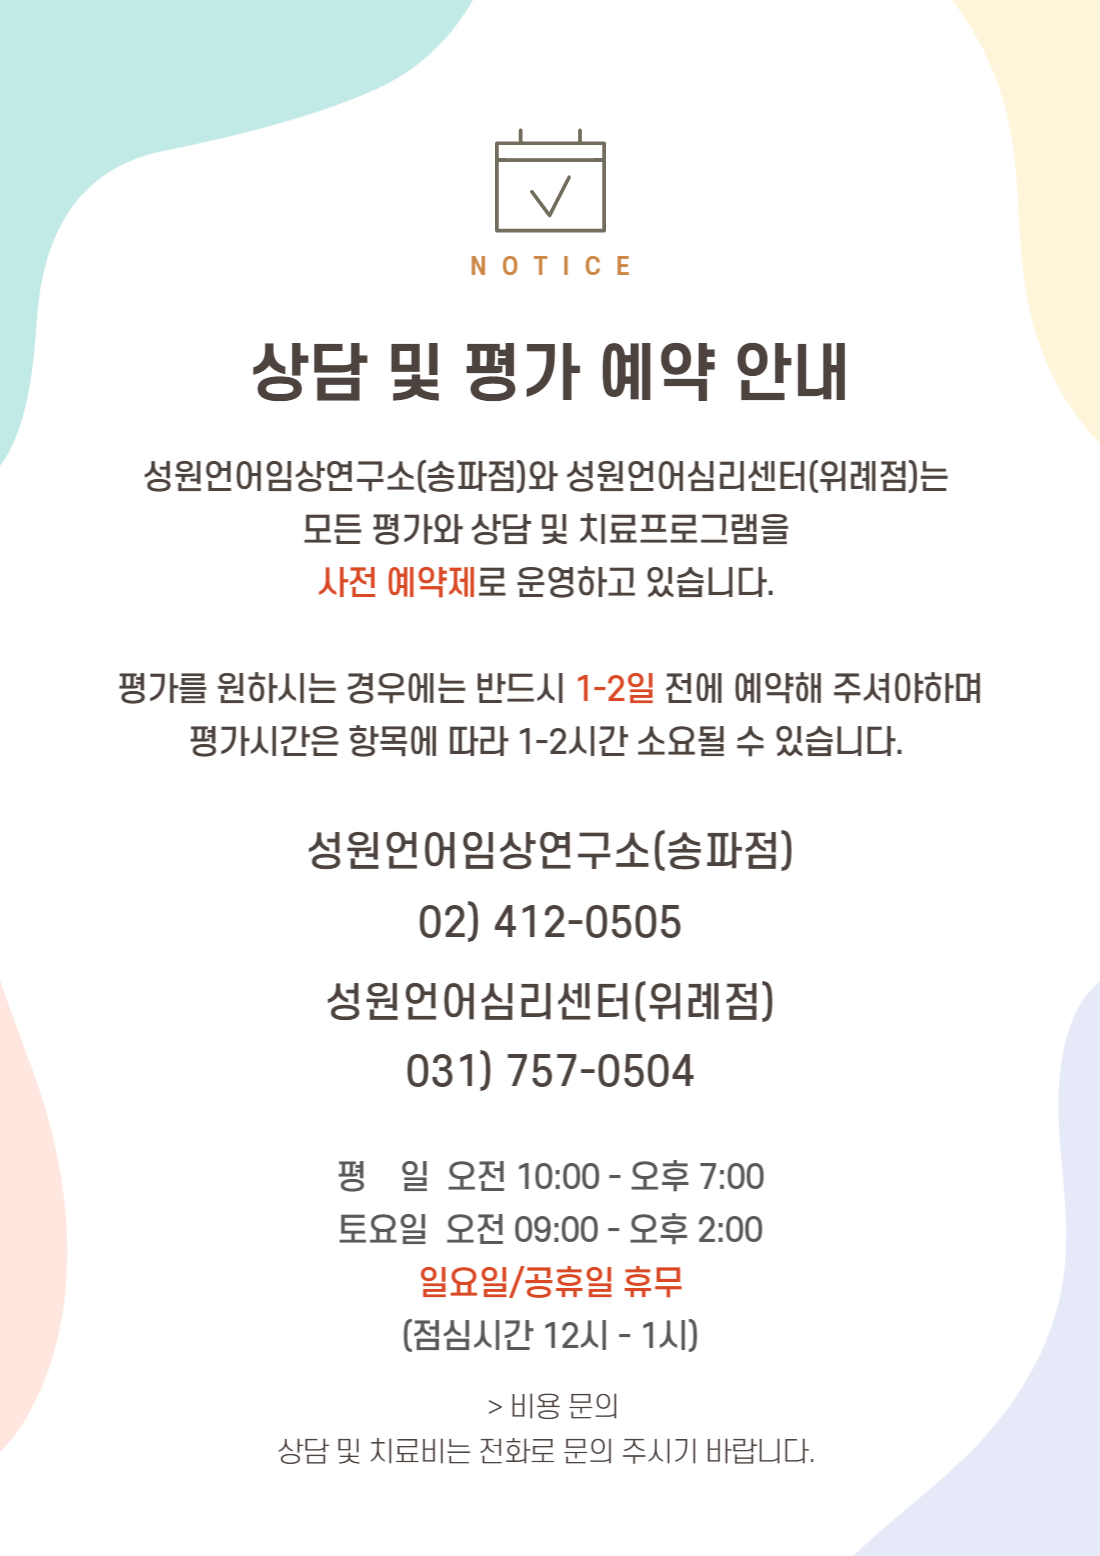 NOTICE
상담 및 평가 예약 안내
성원언어임상연구소(송파점)와 성원언어심리센터(위례점)는
모든 평가와 상담 및 치료프로그램을
사전 예약제로 운영하고 있습니다.
평가를 원하시는 경우에는 반드시 1-2일 전에 예약해 주셔야하며
평가시간은 항목에 따라 1-2시간 소요될 수 있습니다.
성원언어임상연구소(송파점)
02) 412-0505
성원언어심리센터(위례점)
031) 757-0504
평 일 오전 10:00 - 오후 7:00
토요일 오전 09:00 - 오후 2:00
일요일/공휴일 휴무
(점심시간 12시 - 1시)
> 비용 문의
상담 및 치료비는 전화로 문의 주시기 바랍니다.